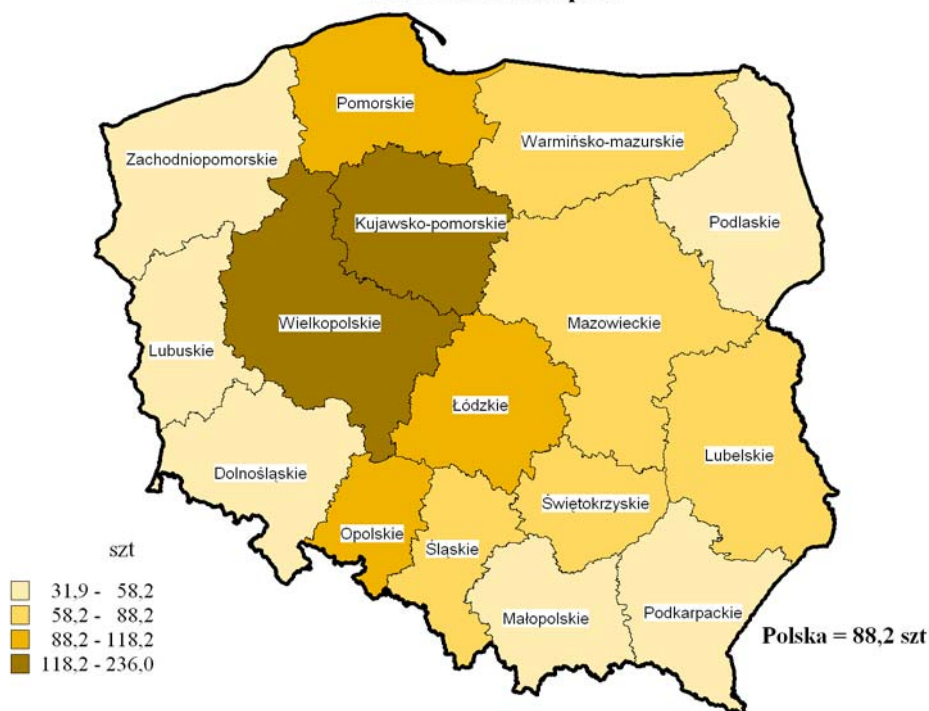 Pomorskie
Warmińsko-mazurskie
Zachodniopomorskie
Kujawsko-pomorskie
Podlaskie
Wielkopolskie
Mazowieckie
Lubuskie
Łódzkie
Lubelskie
Dolnośląskie
Świętokrzyskie
Opolskie
Śląskie
Małopolskie
Podkarpackie
szt
31,9 - 58,2
58,2 - 88,2
88,2 - 118,2
118,2 - 236,0
Polska = 88,2 szt